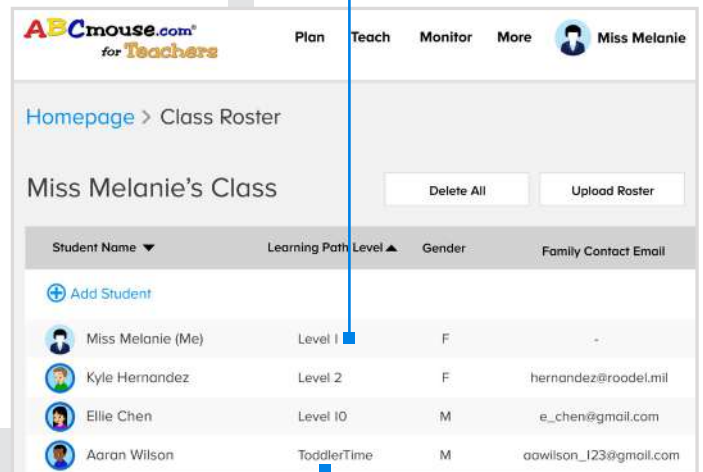 ABCmouse.com® Plan Teach Monitor More Miss Melanie
for Teachers
Homepage > Class Roster
Miss Melanie's Class Delete All Upload Roster
Student Name ▼ Learning Path Level ▲ Gender Family Contact Email
Add Student
Miss Melanie (Me) Level 1 F -
Kyle Hernandez Level 2 F hernandez@roodel.mil
Ellie Chen Level 10 M e_chen@gmail.com
Aaran Wilson ToddlerTime M aawilson_123@gmail.com